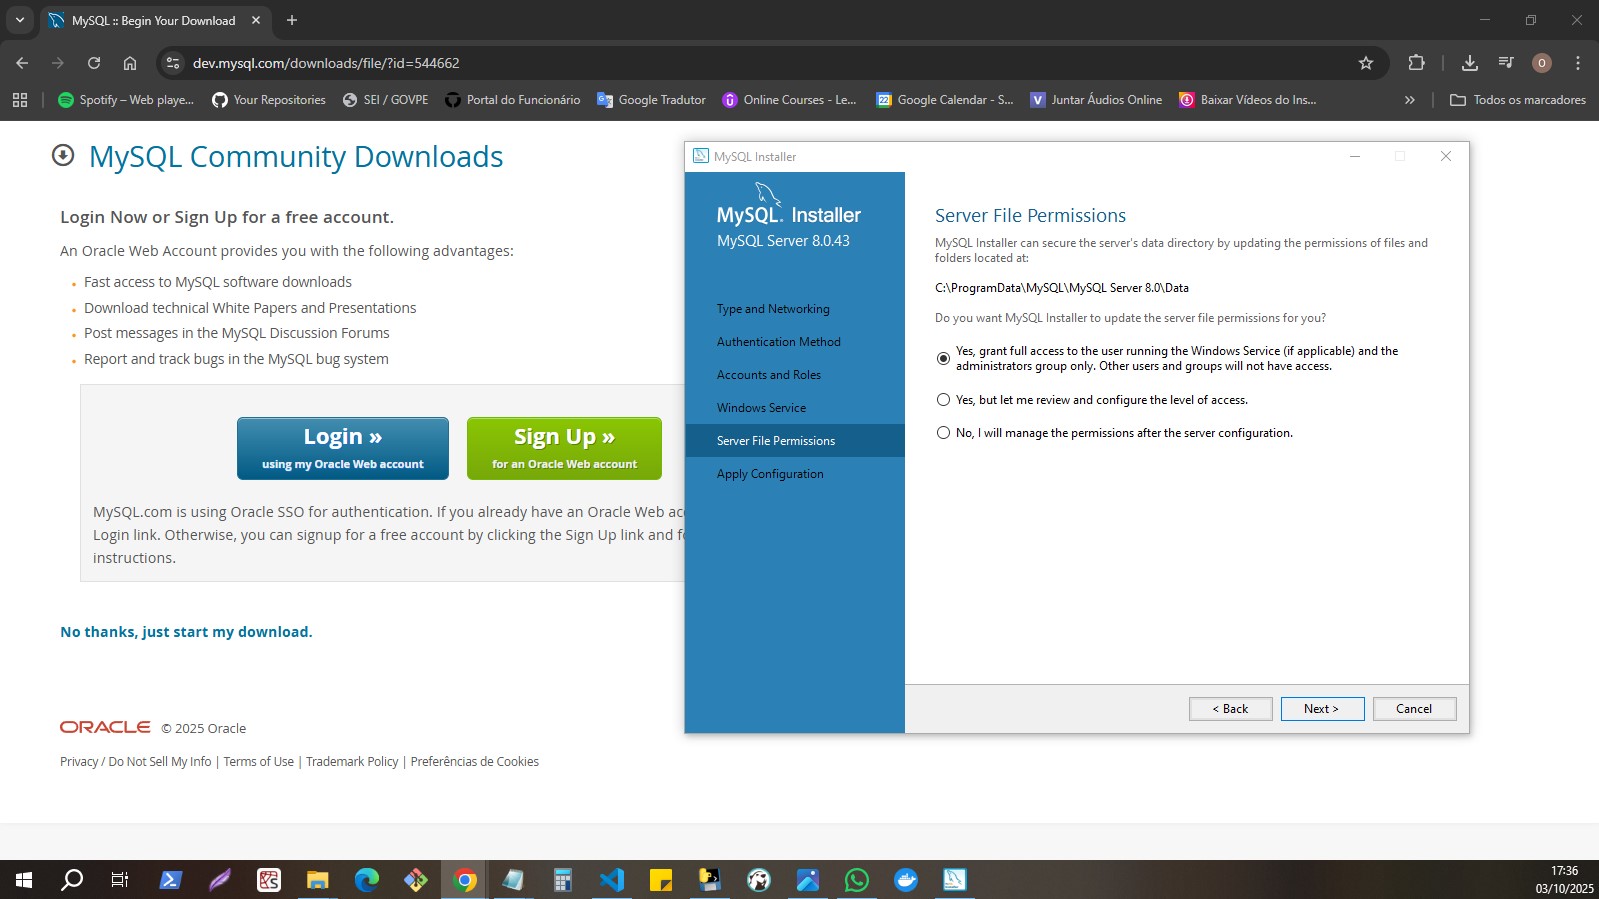 MySQL :: Begin Your Download
dev.mysql.com/downloads/file/?id=544662
O
Spotify – Web playe...
Your Repositories
SEI / GOVPE
Portal do Funcionário
Google Tradutor
Online Courses - Le...
Google Calendar - S...
Juntar Áudios Online
Baixar Vídeos do Ins...
Todos os marcadores
MySQL Community Downloads
Login Now or Sign Up for a free account.
An Oracle Web Account provides you with the following advantages:
Fast access to MySQL software downloads
Download technical White Papers and Presentations
Post messages in the MySQL Discussion Forums
Report and track bugs in the MySQL bug system
Login »
using my Oracle Web account
Sign Up »
for an Oracle Web account
MySQL.com is using Oracle SSO for authentication. If you already have an Oracle Web acc
Login link. Otherwise, you can signup for a free account by clicking the Sign Up link and fo
instructions.
No thanks, just start my download.
ORACLE © 2025 Oracle
Privacy / Do Not Sell My Info | Terms of Use | Trademark Policy | Preferências de Cookies
MySQL Installer
MySQL. Installer
MySQL Server 8.0.43
Type and Networking
Authentication Method
Accounts and Roles
Windows Service
Server File Permissions
Apply Configuration
Server File Permissions
MySQL Installer can secure the server's data directory by updating the permissions of files and
folders located at:
C:\ProgramData\MySQL\MySQL Server 8.0\Data
Do you want MySQL Installer to update the server file permissions for you?
Yes, grant full access to the user running the Windows Service (if applicable) and the
administrators group only. Other users and groups will not have access.
Yes, but let me review and configure the level of access.
No, I will manage the permissions after the server configuration.
< Back
Next >
Cancel
17:36
03/10/2025